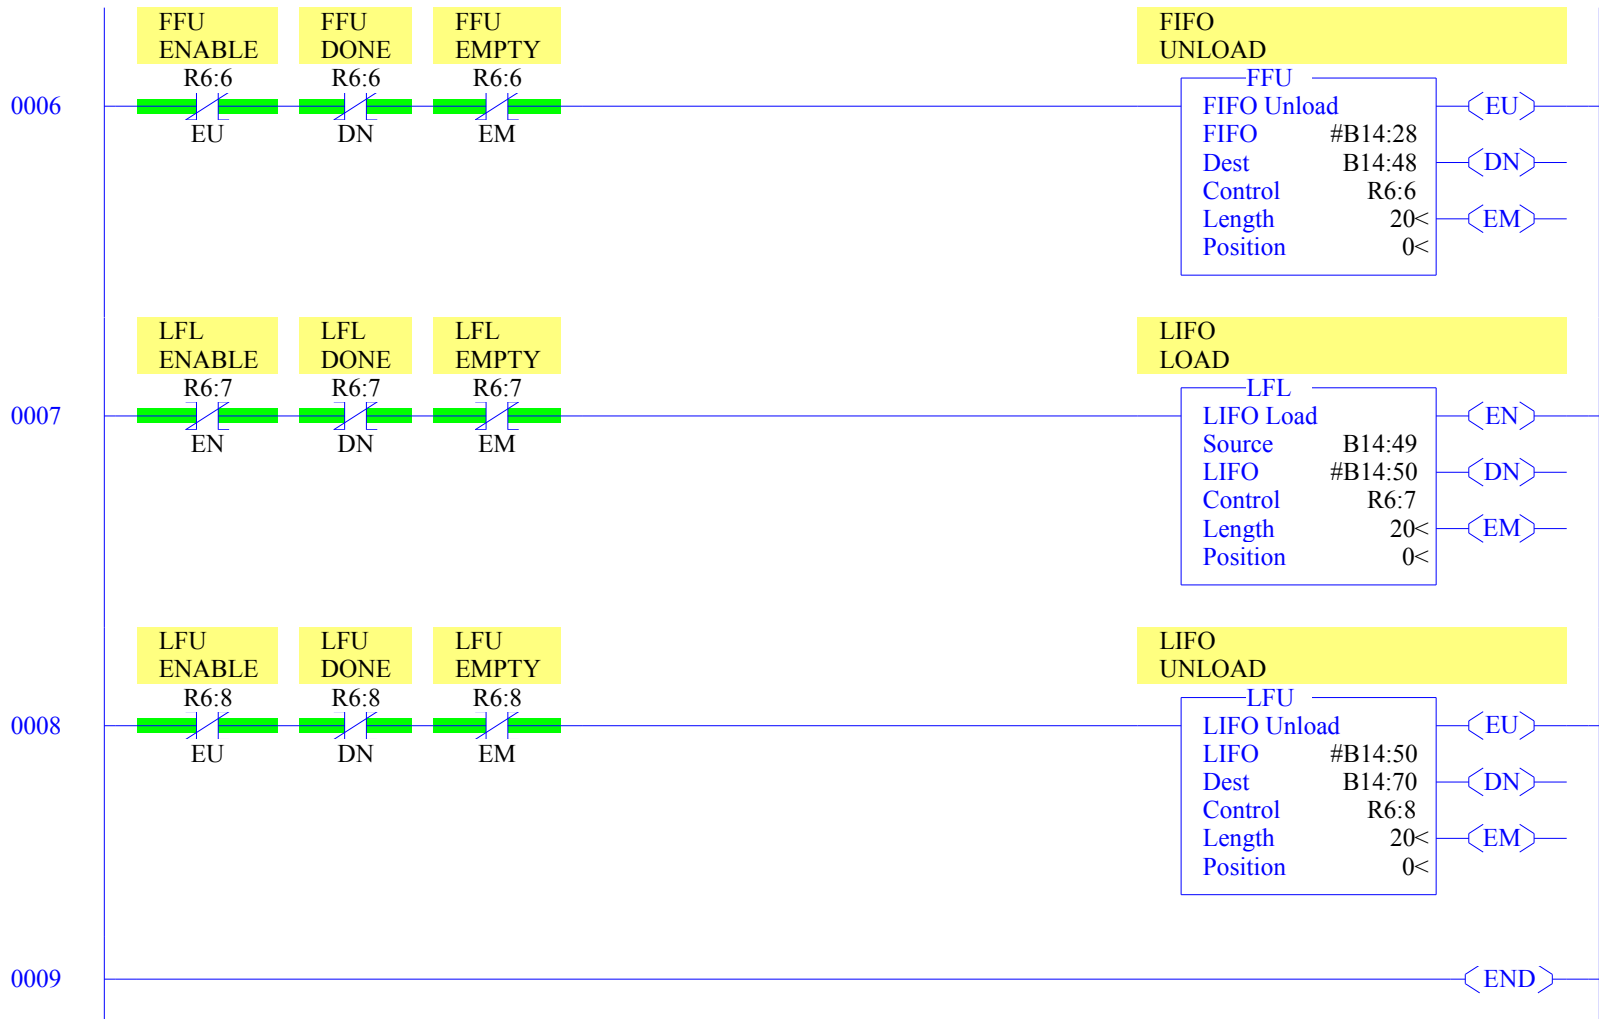 FFU FFU FFU FIFO
ENABLE DONE EMPTY UNLOAD
R6:6 R6:6 R6:6 FFU
0006 FIFO Unload EU
EU DN EM FIFO #B14:28
Dest B14:48 DN
Control R6:6
Length 20< EM
Position 0<
LFL LFL LFL LIFO
ENABLE DONE EMPTY LOAD
R6:7 R6:7 R6:7 LFL
0007 LIFO Load EN
EN DN EM Source B14:49
LIFO #B14:50 DN
Control R6:7
Length 20< EM
Position 0<
LFU LFU LFU LIFO
ENABLE DONE EMPTY UNLOAD
R6:8 R6:8 R6:8 LFU
0008 LIFO Unload EU
EU DN EM LIFO #B14:50
Dest B14:70 DN
Control R6:8
Length 20< EM
Position 0<
0009 END